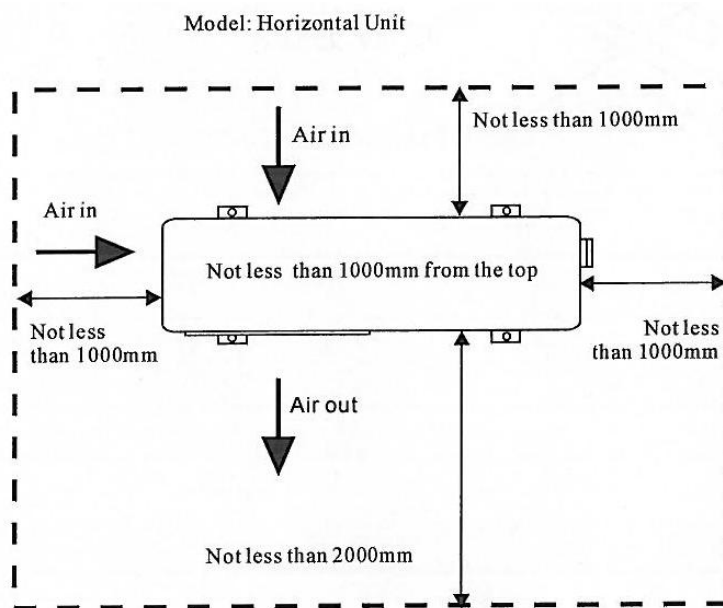 Model: Horizontal Unit
Not less than 1000mm
Air in
Air in
Not less than 1000mm from the top
Not less
than 1000mm
Not less
than 1000mm
Air out
Not less than 2000mm